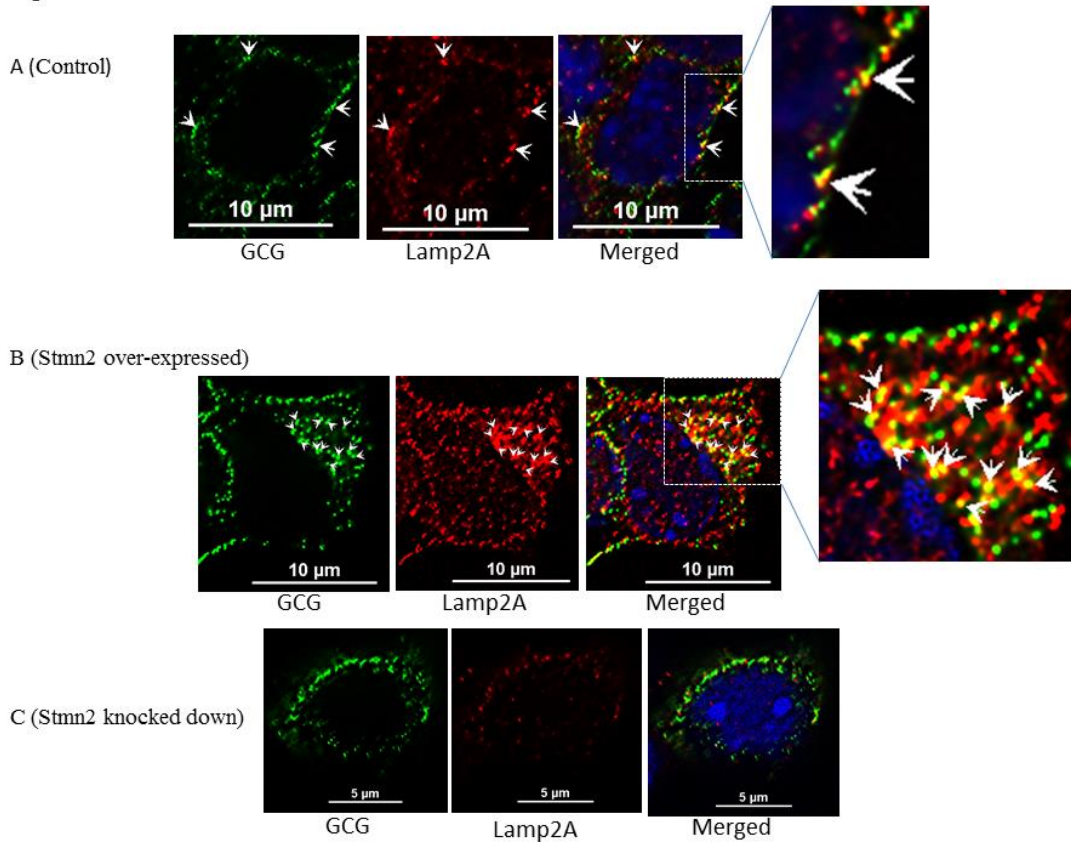 A (Control)
10 µm
10 µm
10 µm
GCG
Lamp2A
Merged
B (Stmn2 over-expressed)
10 µm
10 µm
10 µm
GCG
Lamp2A
Merged
C (Stmn2 knocked down)
5 µm
5 µm
5 µm
GCG
Lamp2A
Merged